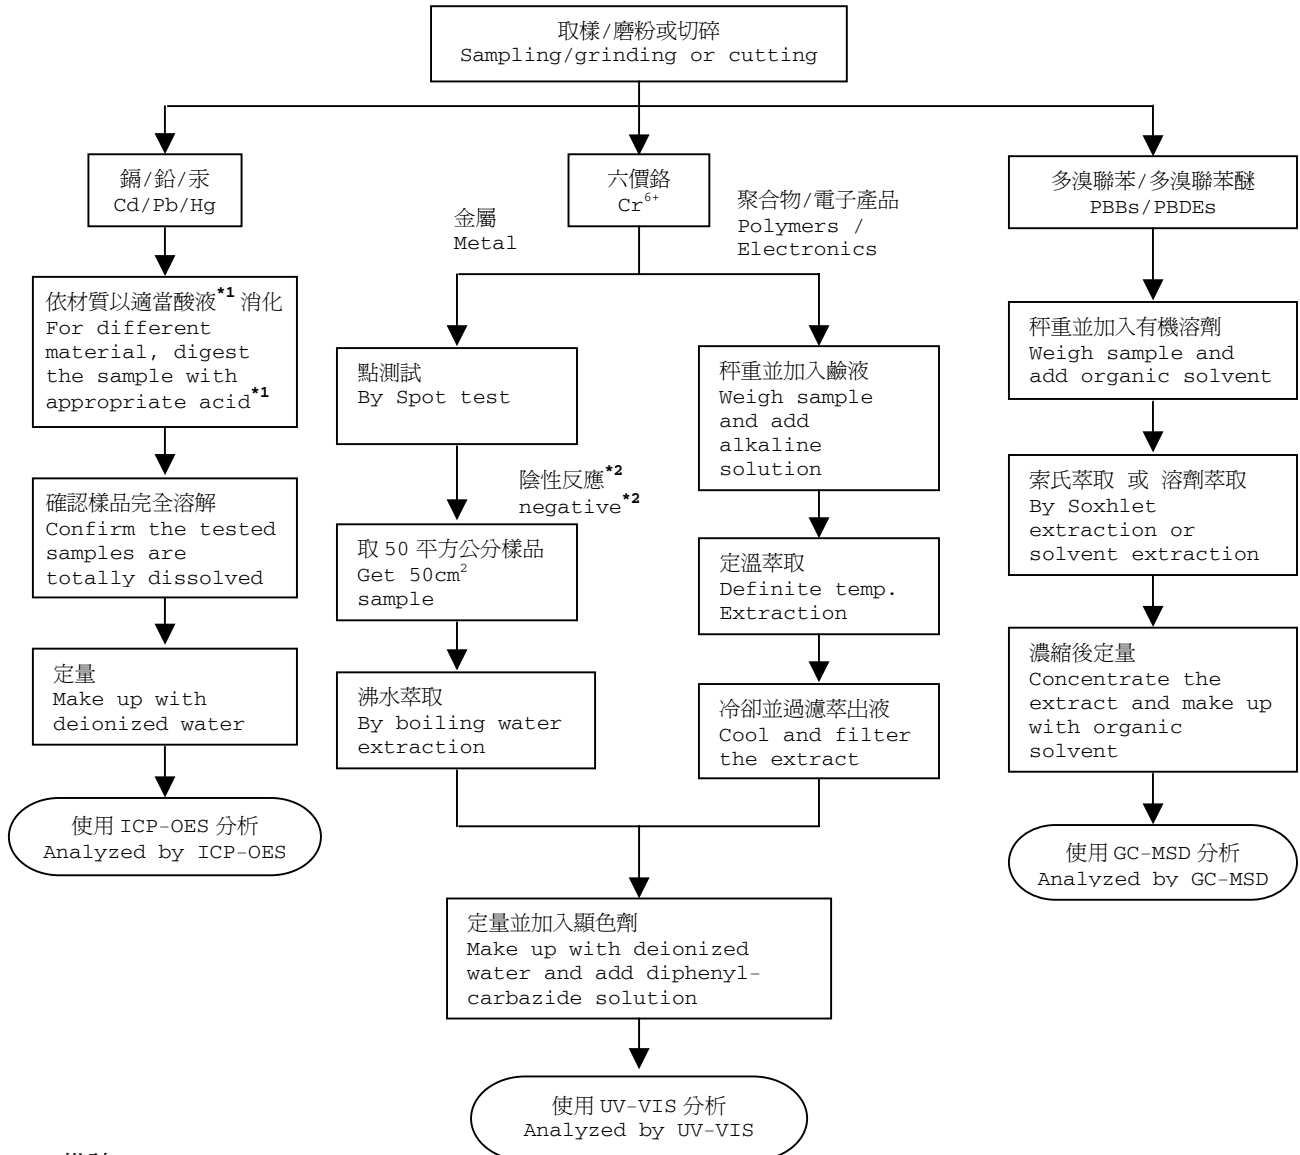 取樣/磨粉或切碎
Sampling/grinding or cutting
鎘/鉛/汞
Cd/Pb/Hg
依材質以適當酸液*1 消化
For different
material, digest
the sample with
appropriate acid*1
確認樣品完全溶解
Confirm the tested
samples are
totally dissolved
定量
Make up with
deionized water
使用 ICP-OES 分析
Analyzed by ICP-OES
六價鉻
Cr6+
金屬
Metal
點測試
By Spot test
陰性反應*2
negative*2
取 50 平方公分樣品
Get 50cm2
sample
沸水萃取
By boiling water
extraction
聚合物/電子產品
Polymers /
Electronics
秤重並加入鹼液
Weigh sample
and add
alkaline
solution
定溫萃取
Definite temp.
Extraction
冷卻並過濾萃出液
Cool and filter
the extract
定量並加入顯色劑
Make up with deionized
water and add diphenyl-
carbazide solution
使用 UV-VIS 分析
Analyzed by UV-VIS
多溴聯苯/多溴聯苯醚
PBBs/PBDEs
秤重並加入有機溶劑
Weigh sample and
add organic solvent
索氏萃取 或 溶劑萃取
By Soxhlet
extraction or
solvent extraction
濃縮後定量
Concentrate the
extract and make up
with organic
solvent
使用 GC-MSD 分析
Analyzed by GC-MSD